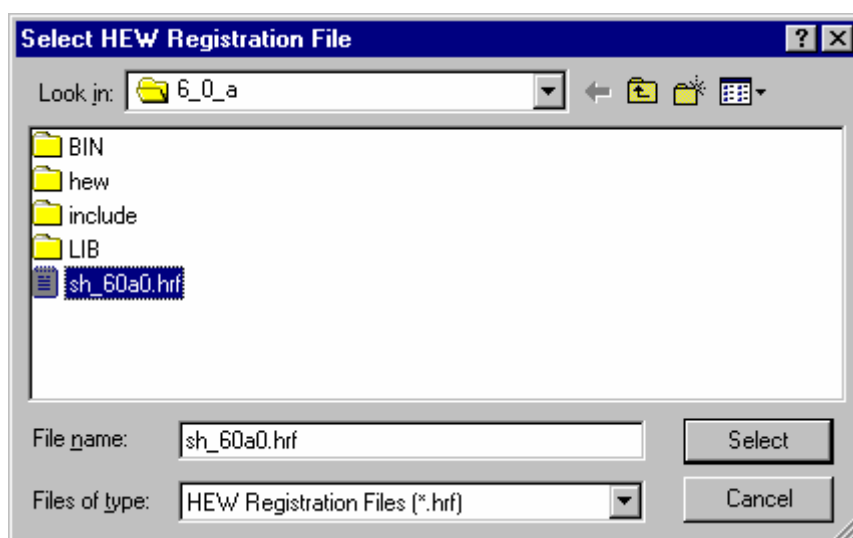 Select HEW Registration File
Look in: 6_0_a
BIN
hew
include
LIB
sh_60a0.hrf
File name: sh_60a0.hrf Select
Files of type: HEW Registration Files (*.hrf) Cancel